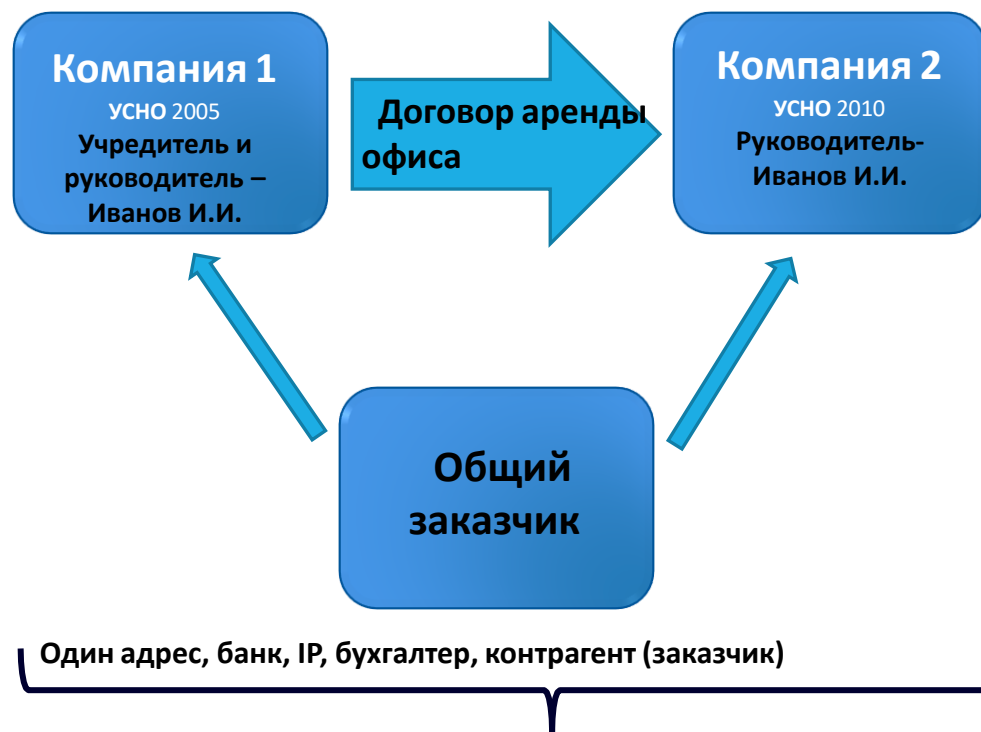 Компания 1
УСНО 2005
Учредитель и
руководитель –
Иванов И.И.
Договор аренды
офиса
Компания 2
УСНО 2010
Руководитель-
Иванов И.И.
Общий
заказчик
Один адрес, банк, IP, бухгалтер, контрагент (заказчик)